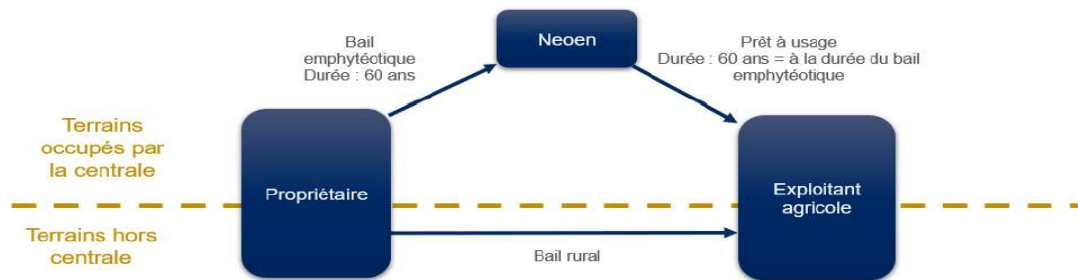 Neoen
Bail
emphytéotique
Durée : 60 ans
Prêt à usage
Durée : 60 ans = à la durée du bail
emphytéotique
Terrains
occupés par
la centrale
Propriétaire
Exploitant
agricole
Terrains hors
centrale
Bail rural